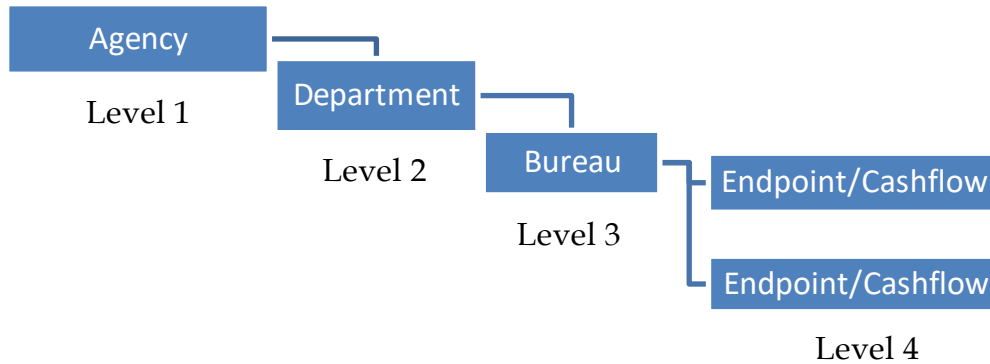 Agency
Level 1
Department
Level 2
Bureau
Level 3
Endpoint/Cashflow
Endpoint/Cashflow
Level 4